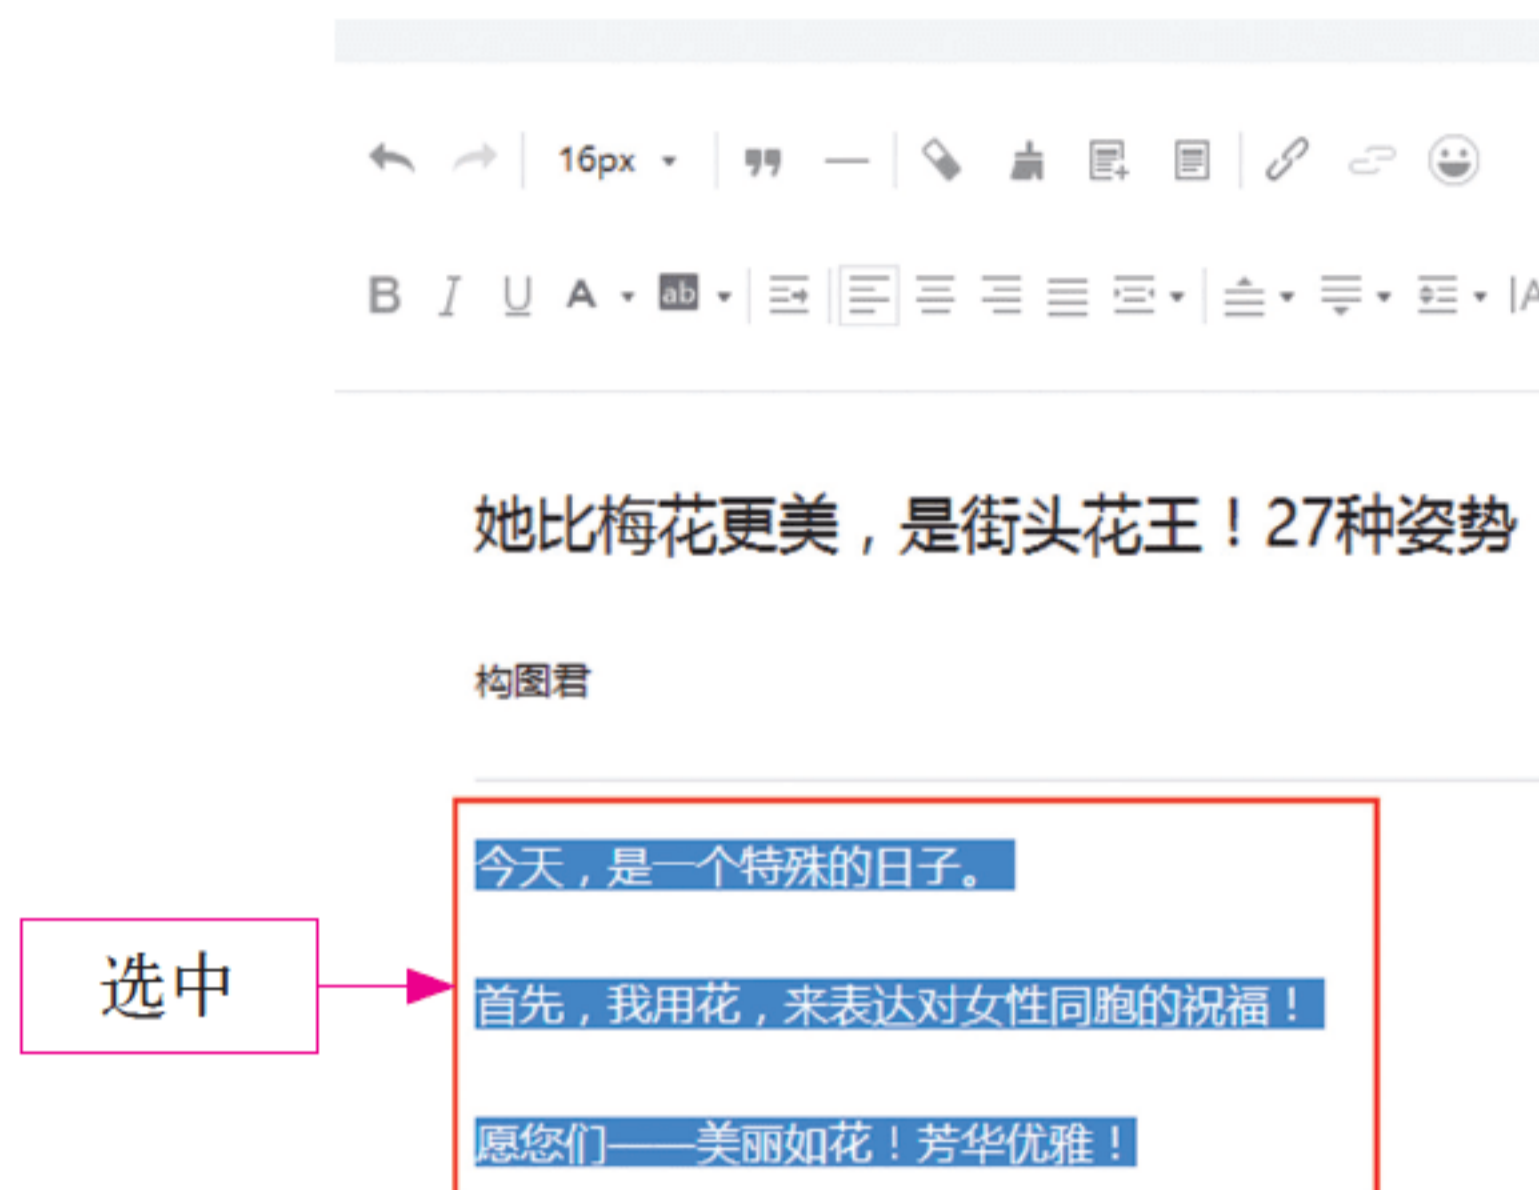 16px
B I U A ab
她比梅花更美，是街头花王！27种姿势
构图君
今天，是一个特殊的日子。
选中
首先，我用花，来表达对女性同胞的祝福！
愿您们——美丽如花！芳华优雅！